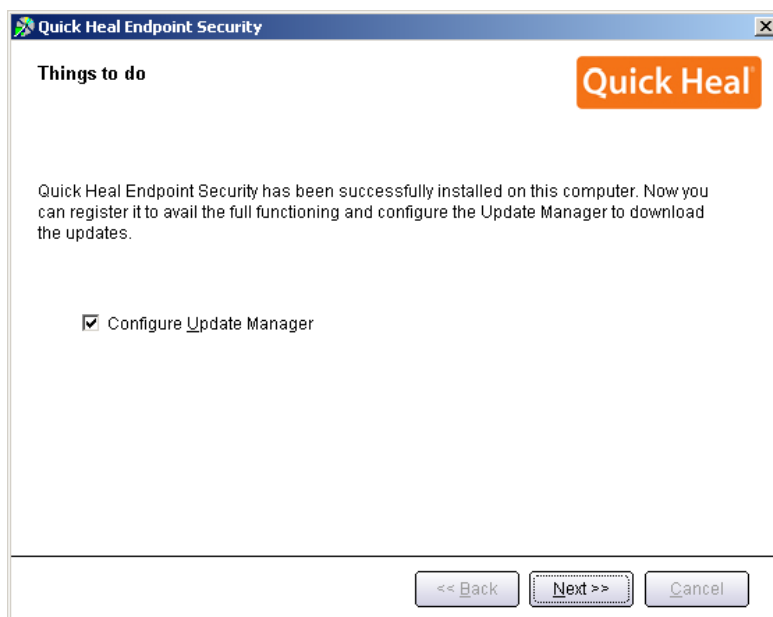 Quick Heal Endpoint Security
Things to do
Quick Heal
Quick Heal Endpoint Security has been successfully installed on this computer. Now you
can register it to avail the full functioning and configure the Update Manager to download
the updates.
Configure Update Manager
<< Back
Next >>
Cancel